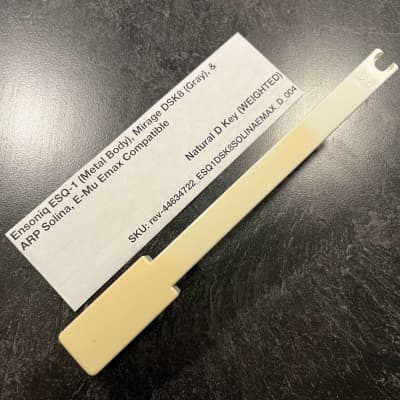 Ensoniq ESQ-1 (Metal Body), Mirage DSK8 (Gray), &
ARP Solina, E-Mu Emax Compatible
Natural D Key (WEIGHTED)
SKU: rev-44634722_ESQ1DSK8SOLINAEMAX_D_004